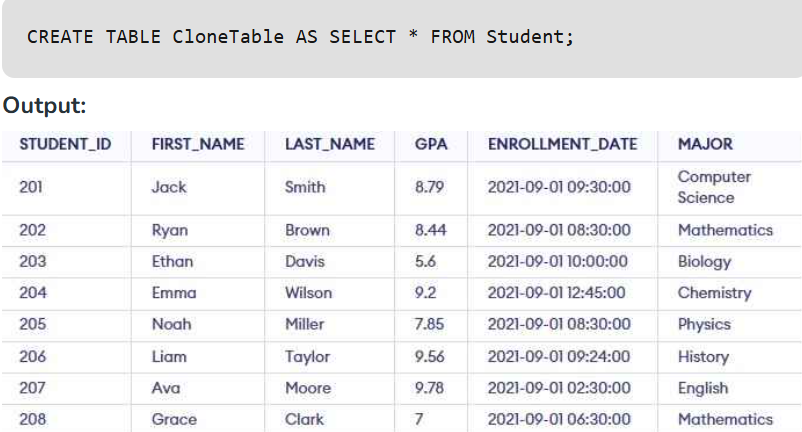 CREATE TABLE CloneTable AS SELECT * FROM Student;
Output:
STUDENT_ID FIRST_NAME LAST_NAME GPA ENROLLMENT_DATE MAJOR
201 Jack Smith 8.79 2021-09-01 09:30:00 Computer Science
202 Ryan Brown 8.44 2021-09-01 08:30:00 Mathematics
203 Ethan Davis 5.6 2021-09-01 10:00:00 Biology
204 Emma Wilson 9.2 2021-09-01 12:45:00 Chemistry
205 Noah Miller 7.85 2021-09-01 08:30:00 Physics
206 Liam Taylor 9.56 2021-09-01 09:24:00 History
207 Ava Moore 9.78 2021-09-01 02:30:00 English
208 Grace Clark 7 2021-09-01 06:30:00 Mathematics